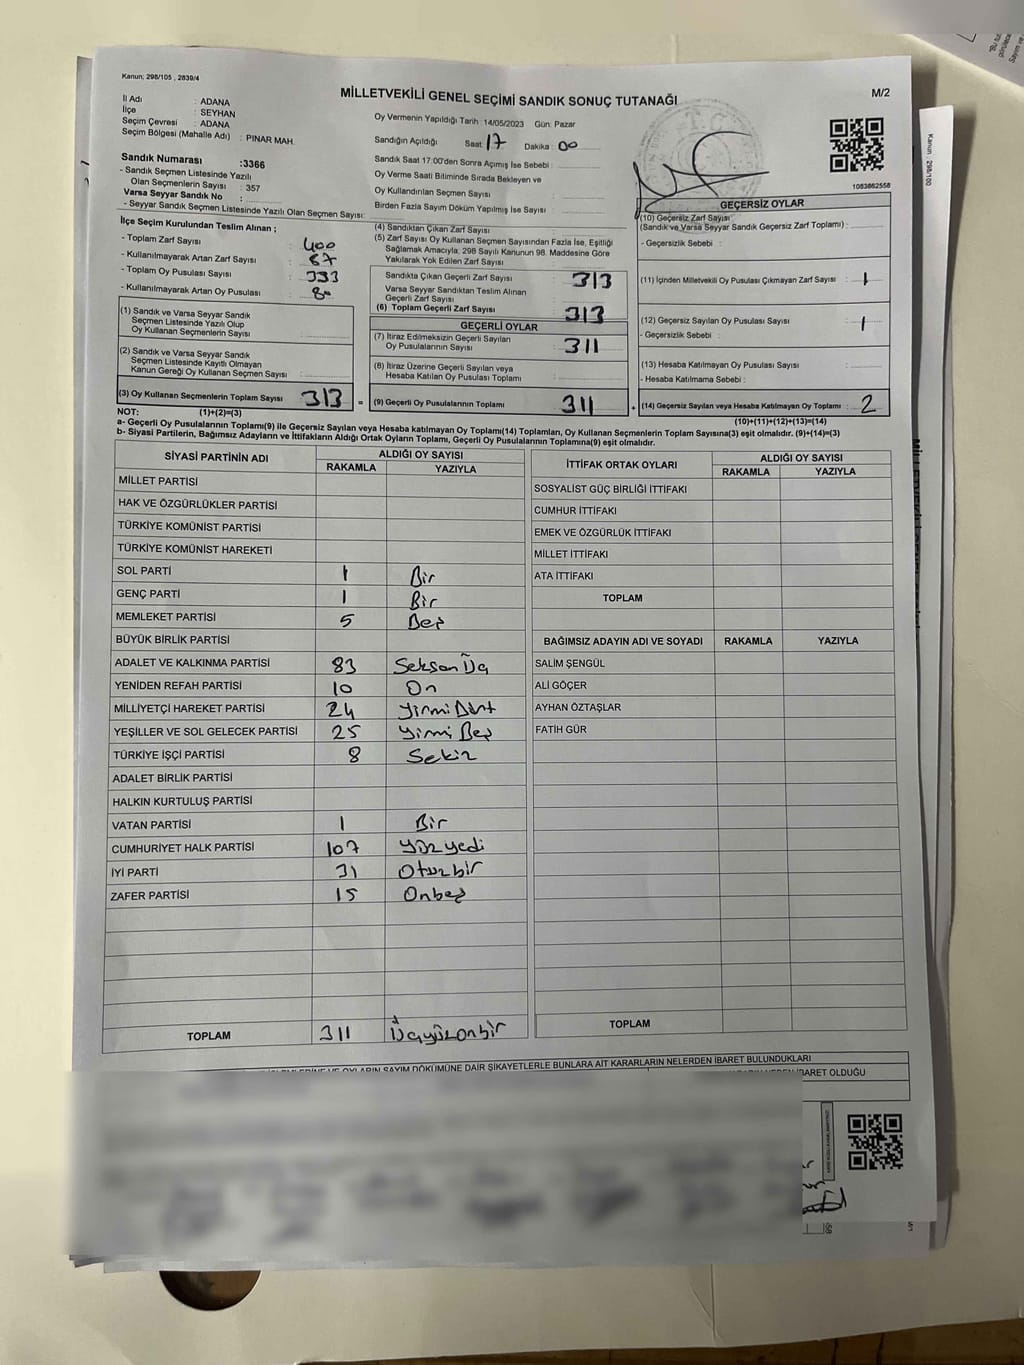 Kanun; 298/105 , 2839/4
MİLLETVEKİLİ GENEL SEÇİMİ SANDIK SONUÇ TUTANAĞI
M/2
İl Adı : ADANA
İlçe : SEYHAN
Seçim Çevresi : ADANA
Seçim Bölgesi (Mahalle Adı) : PINAR MAH.
Sandık Numarası :3366
- Sandık Seçmen Listesinde Yazılı
Olan Seçmenlerin Sayısı : 357
Varsa Seyyar Sandık No :
- Seyyar Sandık Seçmen Listesinde Yazılı Olan Seçmen Sayısı:
Oy Vermenin Yapıldığı Tarih 14/05/2023 Gün: Pazar
Sandığın Açıldığı Saat 17 Dakika : 00
Sandık Saat 17:00'den Sonra Açımış İse Sebebi :
Oy Verme Saati Bitiminde Sırada Bekleyen ve
Oy Kullandırılan Seçmen Sayısı :
Birden Fazla Sayım Döküm Yapılmış İse Sayısı :
1083862558
İlçe Seçim Kurulundan Teslim Alınan ;
- Toplam Zarf Sayısı : 400
- Kullanılmayarak Artan Zarf Sayısı : 67
- Toplam Oy Pusulası Sayısı : 333
- Kullanılmayarak Artan Oy Pusulası :
(1) Sandık ve Varsa Seyyar Sandık
Seçmen Listesinde Yazılı Olup
Oy Kullanan Seçmenlerin Sayısı :
(2) Sandık ve Varsa Seyyar Sandık
Seçmen Listesinde Kayıtlı Olmayan
Kanun Gereği Oy Kullanan Seçmen Sayısı :
(3) Oy Kullanan Seçmenlerin Toplam Sayısı : 313 =
(4) Sandıktan Çıkan Zarf Sayısı :
(5) Zarf Sayısı Oy Kullanan Seçmen Sayısından Fazla İse, Eşitliği
Sağlamak Amacıyla, 298 Sayılı Kanunun 98. Maddesine Göre
Yakılarak Yok Edilen Zarf Sayısı :
Sandıkta Çıkan Geçerli Zarf Sayısı : 313
Varsa Seyyar Sandıktan Teslim Alınan
Geçerli Zarf Sayısı :
(6) Toplam Geçerli Zarf Sayısı : 313
GEÇERLİ OYLAR
(7) İtiraz Edilmeksizin Geçerli Sayılan
Oy Pusulalarının Sayısı : 311
(8) İtiraz Üzerine Geçerli Sayılan veya
Hesaba Katılan Oy Pusulası Toplamı :
(9) Geçerli Oy Pusulalarının Toplamı : 311 +
GEÇERSİZ OYLAR
(10) Geçersiz Zarf Sayısı
(Sandık ve Varsa Seyyar Sandık Geçersiz Zarf Toplamı) :
- Geçersizlik Sebebi :
(11) İçinden Milletvekili Oy Pusulası Çıkmayan Zarf Sayısı : 1
(12) Geçersiz Sayılan Oy Pusulası Sayısı : 1
- Geçersizlik Sebebi :
(13) Hesaba Katılmayan Oy Pusulası Sayısı :
- Hesaba Katılmama Sebebi :
(14) Geçersiz Sayılan veya Hesaba Katılmayan Oy Toplamı : 2
NOT: (1)+(2)=(3) (10)+(11)+(12)+(13)=(14)
a- Geçerli Oy Pusulalarının Toplamı(9) ile Geçersiz Sayılan veya Hesaba katılmayan Oy Toplamı(14) Toplamları, Oy Kullanan Seçmenlerin Toplam Sayısına(3) eşit olmalıdır. (9)+(14)=(3)
b- Siyasi Partilerin, Bağımsız Adayların ve İttifakların Aldığı Ortak Oyların Toplamı, Geçerli Oy Pusulalarının Toplamına(9) eşit olmalıdır.
SİYASİ PARTİNİN ADI ALDIĞI OY SAYISI
RAKAMLA YAZIYLA
MİLLET PARTİSİ
HAK VE ÖZGÜRLÜKLER PARTİSİ
TÜRKİYE KOMÜNİST PARTİSİ
TÜRKİYE KOMÜNİST HAREKETİ
SOL PARTİ 1 Bir
GENÇ PARTİ 1 Bir
MEMLEKET PARTİSİ 5 Beş
BÜYÜK BİRLİK PARTİSİ
ADALET VE KALKINMA PARTİSİ 83 Seksan Üç
YENİDEN REFAH PARTİSİ 10 On
MİLLİYETÇİ HAREKET PARTİSİ 24 Yirmi Dört
YEŞİLLER VE SOL GELECEK PARTİSİ 25 Yirmi Beş
TÜRKİYE İŞÇİ PARTİSİ 8 Sekiz
ADALET BİRLİK PARTİSİ
HALKIN KURTULUŞ PARTİSİ
VATAN PARTİSİ 1 Bir
CUMHURİYET HALK PARTİSİ 107 Yüz yedi
İYİ PARTİ 31 Otuzbir
ZAFER PARTİSİ 15 Onbeş
TOPLAM 311 Üçyüzonbir
İTTİFAK ORTAK OYLARI ALDIĞI OY SAYISI
RAKAMLA YAZIYLA
SOSYALİST GÜÇ BİRLİĞİ İTTİFAKI
CUMHUR İTTİFAKI
EMEK VE ÖZGÜRLÜK İTTİFAKI
MİLLET İTTİFAKI
ATA İTTİFAKI
TOPLAM
BAĞIMSIZ ADAYIN ADI VE SOYADI RAKAMLA YAZIYLA
SALİM ŞENGÜL
ALİ GÖÇER
AYHAN ÖZTAŞLAR
FATİH GÜR
TOPLAM
OYLARIN SAYIM DÖKÜMÜNE DAİR ŞİKAYETLERLE BUNLARA AİT KARARLARIN NELERDEN İBARET BULUNDUKLARI
İBARET OLDUĞU
Kanun : 298/100